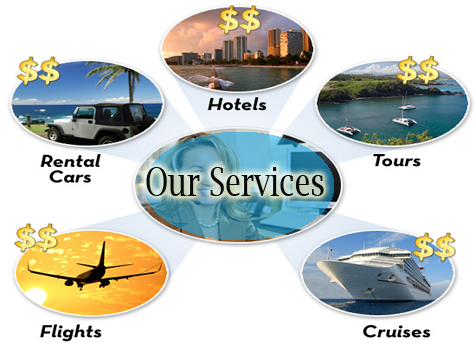 $$
Hotels
$$
Rental
Cars
$$
Tours
Our Services
$$
Flights
$$
Cruises